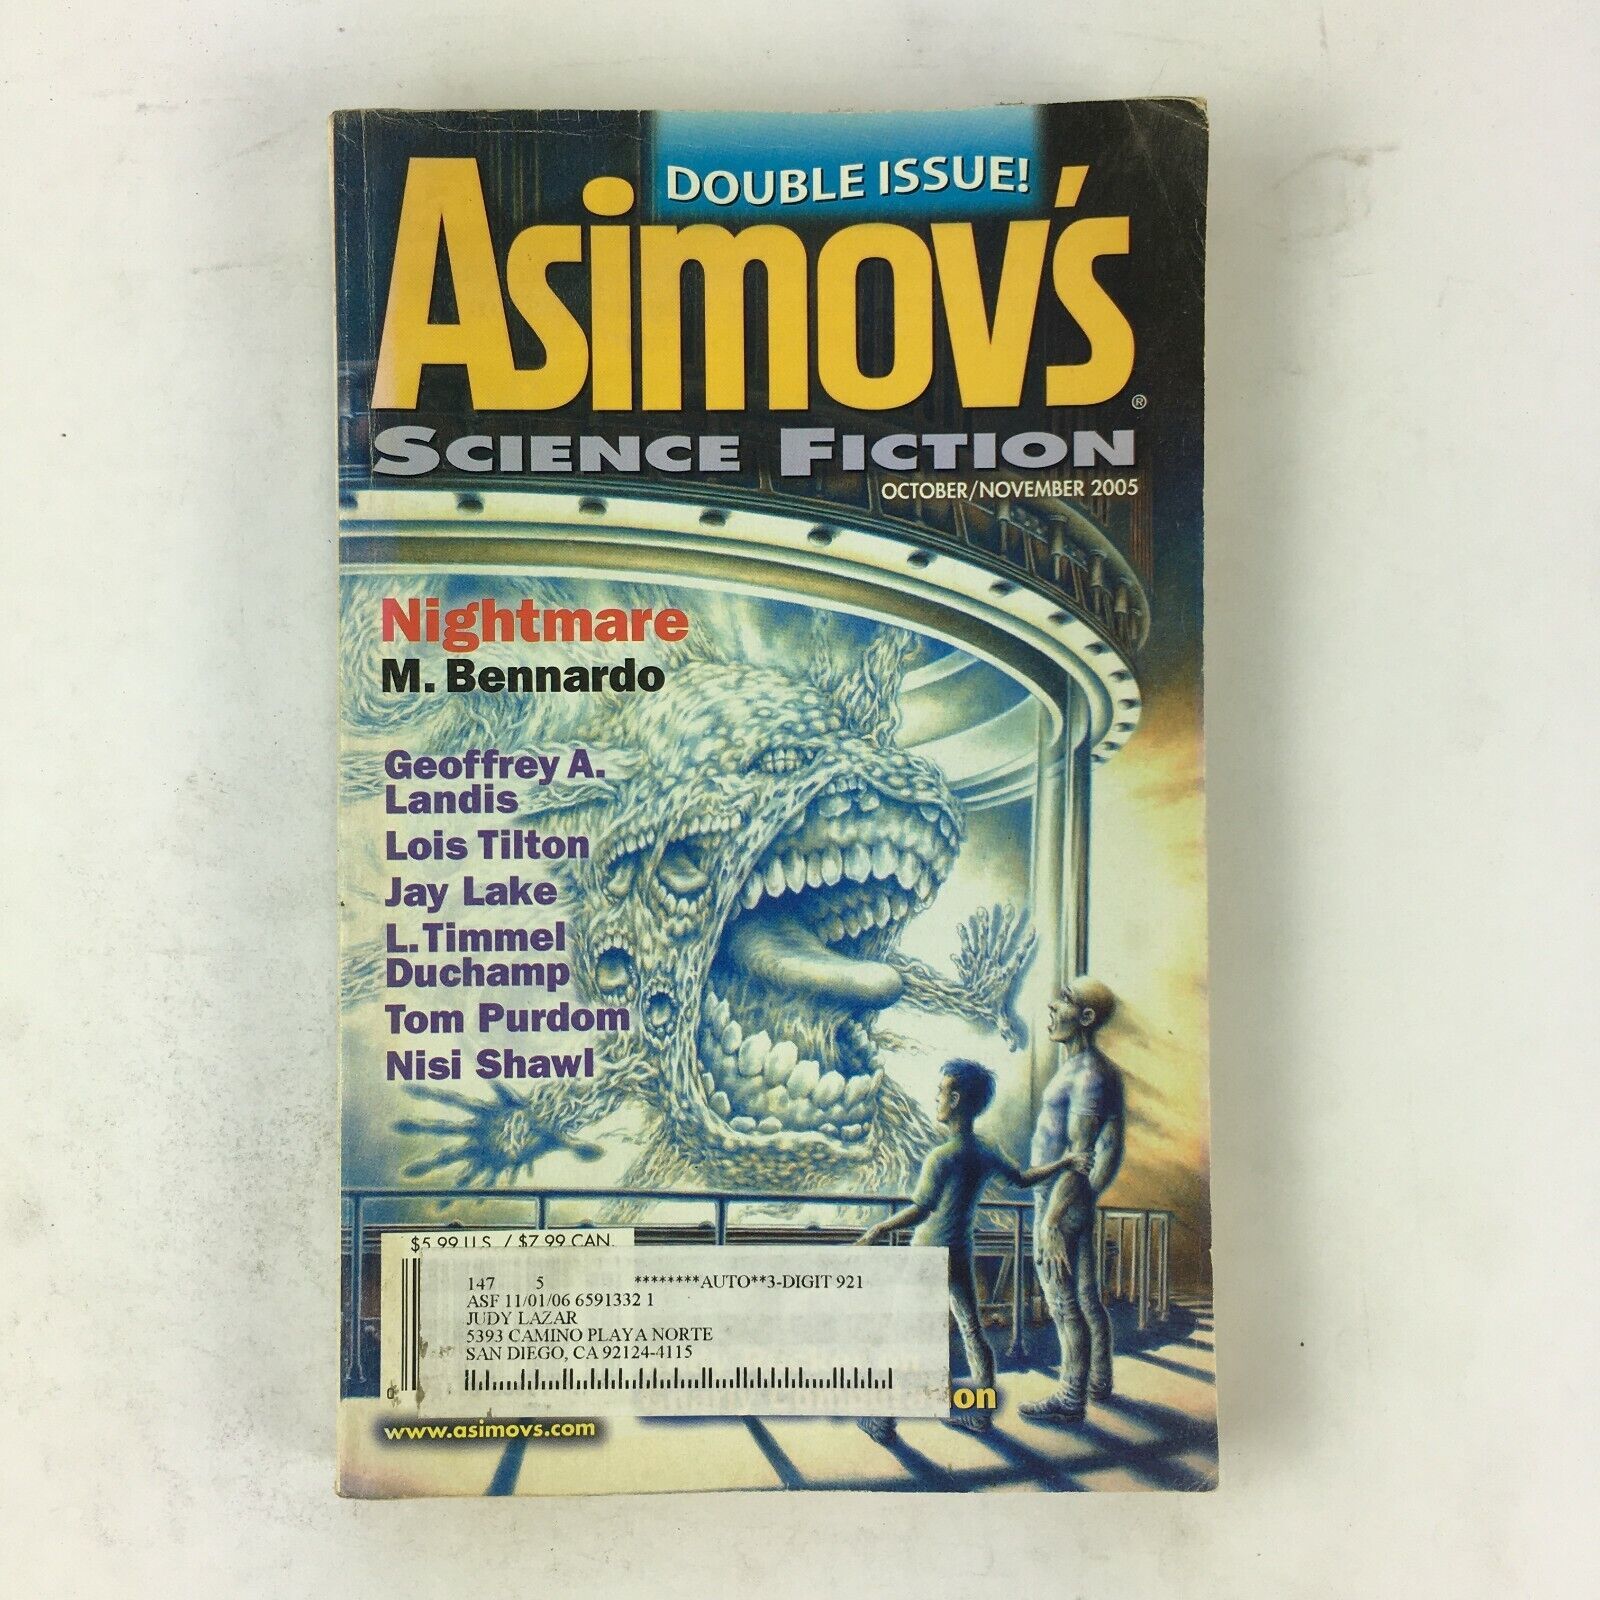 DOUBLE ISSUE!
Asimov's®
SCIENCE FICTION
OCTOBER/NOVEMBER 2005
Nightmare
M. Bennardo
Geoffrey A.
Landis
Lois Tilton
Jay Lake
L. Timmel
Duchamp
Tom Purdom
Nisi Shawl
$5.99 U.S. / $7.99 CAN.
147 5 ********AUTO**3-DIGIT 921
ASF 11/01/06 6591332 1
JUDY LAZAR
5393 CAMINO PLAYA NORTE
SAN DIEGO, CA 92124-4115
0
on
www.asimovs.com